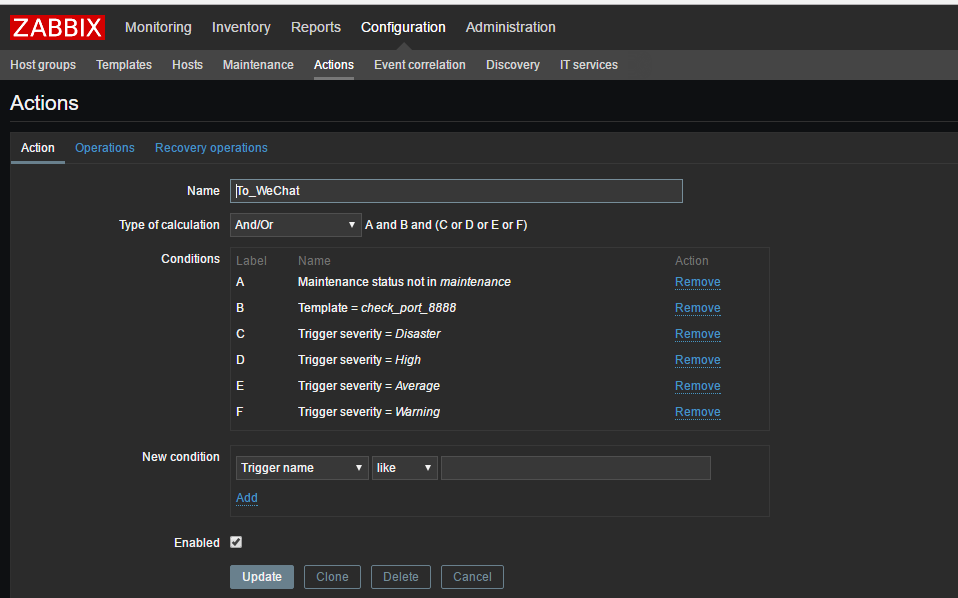 ZABBIX Monitoring Inventory Reports Configuration Administration
Host groups Templates Hosts Maintenance Actions Event correlation Discovery IT services
Actions
Action Operations Recovery operations
Name To_WeChat
Type of calculation And/Or A and B and (C or D or E or F)
Conditions Label Name Action
A Maintenance status not in maintenance Remove
B Template = check_port_8888 Remove
C Trigger severity = Disaster Remove
D Trigger severity = High Remove
E Trigger severity = Average Remove
F Trigger severity = Warning Remove
New condition Trigger name like
Add
Enabled
Update Clone Delete Cancel